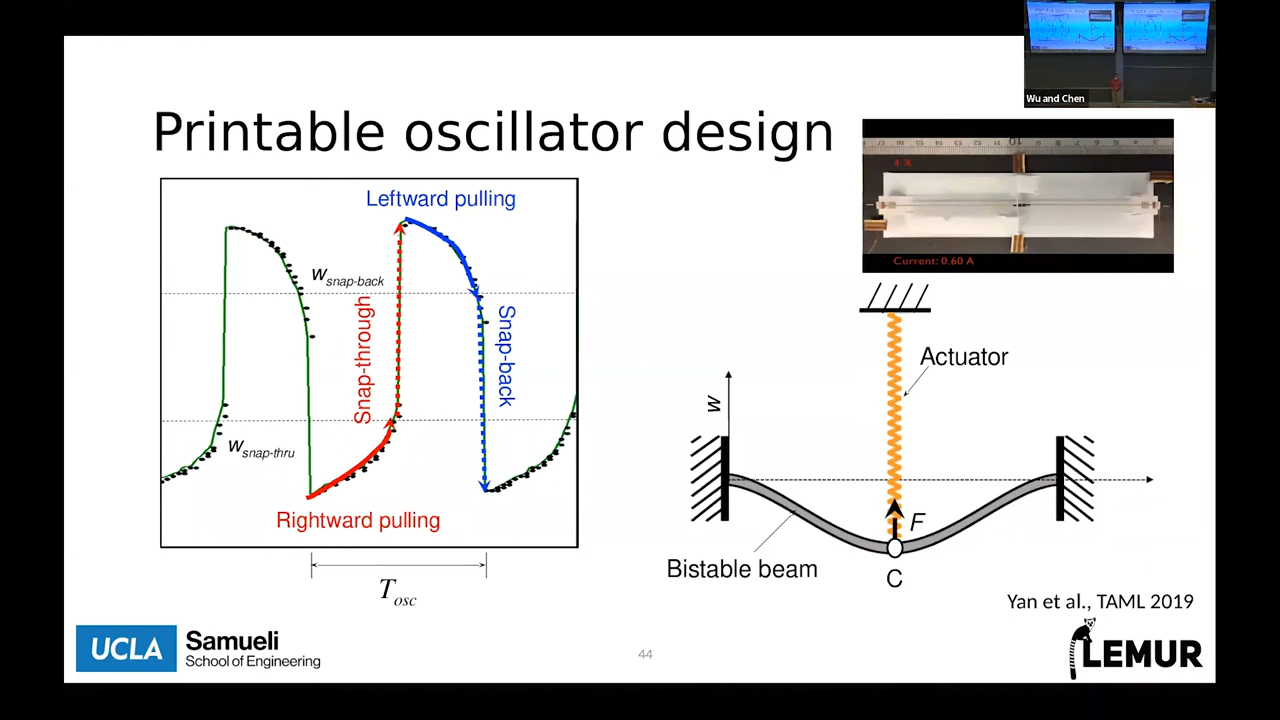 Wu and Chen
Printable oscillator design
4 X
Current: 0.60 A
Leftward pulling
w snap-back
Snap-through
Snap-back
w snap-thru
Rightward pulling
T osc
Actuator
w
F
Bistable beam
C
Yan et al., TAML 2019
UCLA Samueli
School of Engineering
44
LEMUR